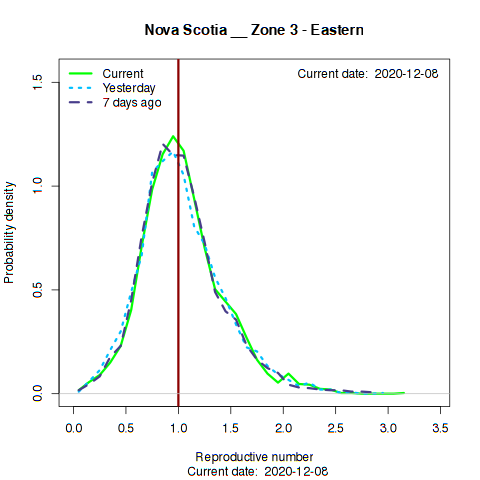 Nova Scotia __ Zone 3 - Eastern
Current
Yesterday
7 days ago
Current date: 2020-12-08
Probability density
1.5
1.0
0.5
0.0
0.0 0.5 1.0 1.5 2.0 2.5 3.0 3.5
Reproductive number
Current date: 2020-12-08